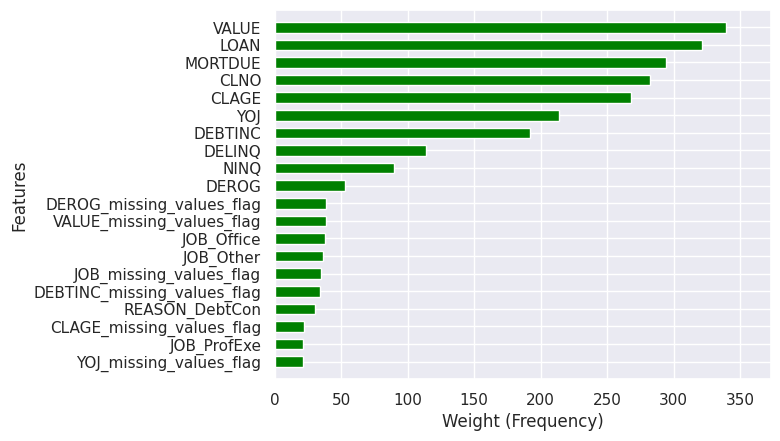 VALUE
LOAN
MORTDUE
CLNO
CLAGE
YOJ
DEBTINC
DELINQ
NINQ
DEROG
DEROG_missing_values_flag
VALUE_missing_values_flag
JOB_Office
JOB_Other
JOB_missing_values_flag
DEBTINC_missing_values_flag
REASON_DebtCon
CLAGE_missing_values_flag
JOB_ProfExe
YOJ_missing_values_flag
Features
0 50 100 150 200 250 300 350
Weight (Frequency)